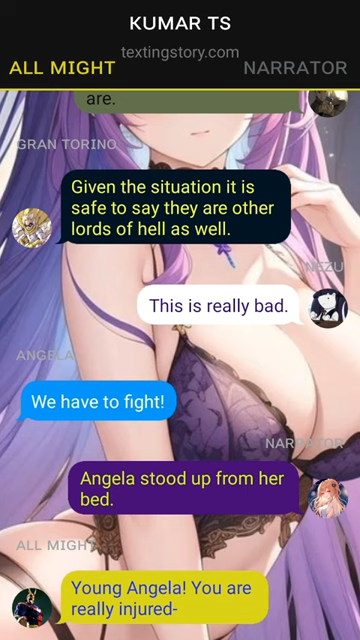 KUMAR TS
textingstory.com
ALL MIGHT
NARRATOR
are.
GRAN TORINO
Given the situation it is
safe to say they are other
lords of hell as well.
NEZU
This is really bad.
ANGELA
We have to fight!
NARRATOR
Angela stood up from her
bed.
ALL MIGHT
Young Angela! You are
really injured-